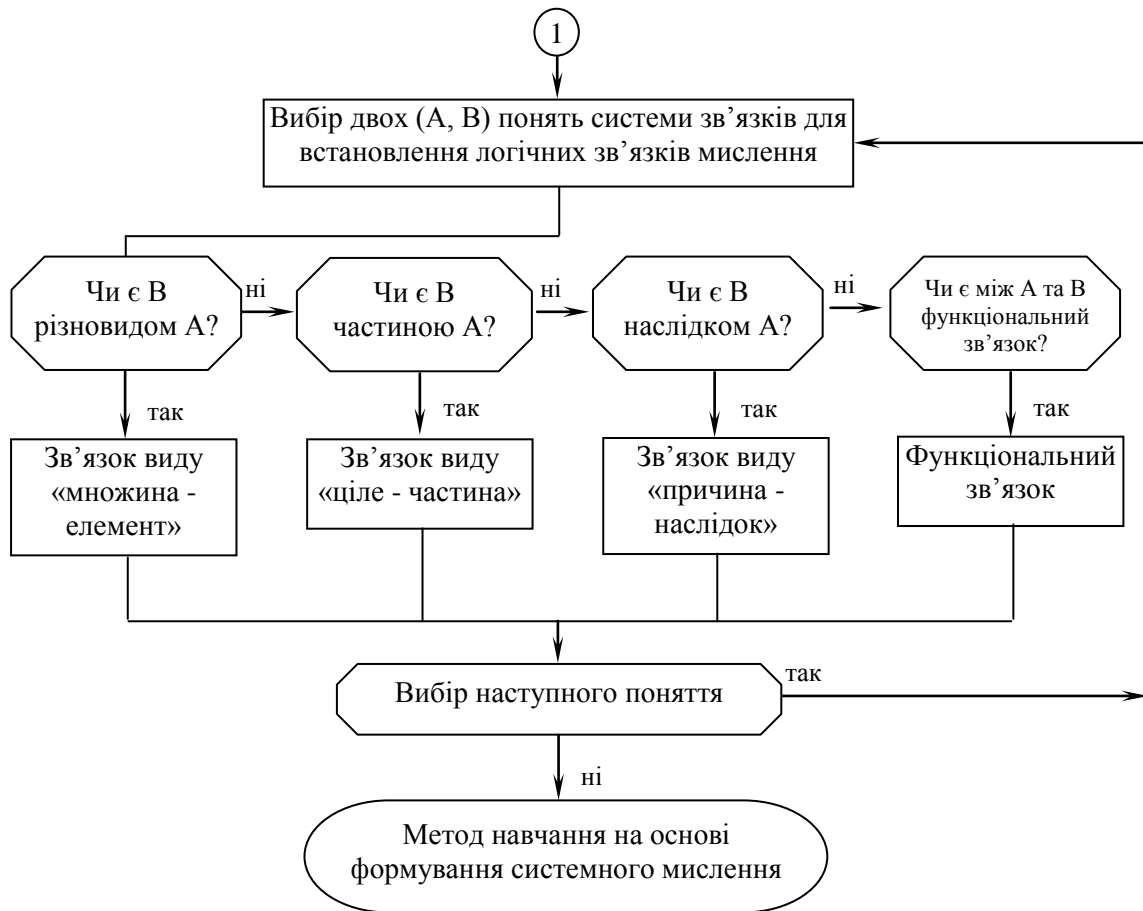 1
Вибір двох (А, В) понять системи зв’язків для
встановлення логічних зв’язків мислення
Чи є В
різновидом А?
ні
Чи є В
частиною А?
ні
Чи є В
наслідком А?
ні
Чи є між А та В
функціональний
зв’язок?
так
так
так
так
Зв’язок виду
«множина -
елемент»
Зв’язок виду
«ціле - частина»
Зв’язок виду
«причина -
наслідок»
Функціональний
зв’язок
Вибір наступного поняття
так
ні
Метод навчання на основі
формування системного мислення